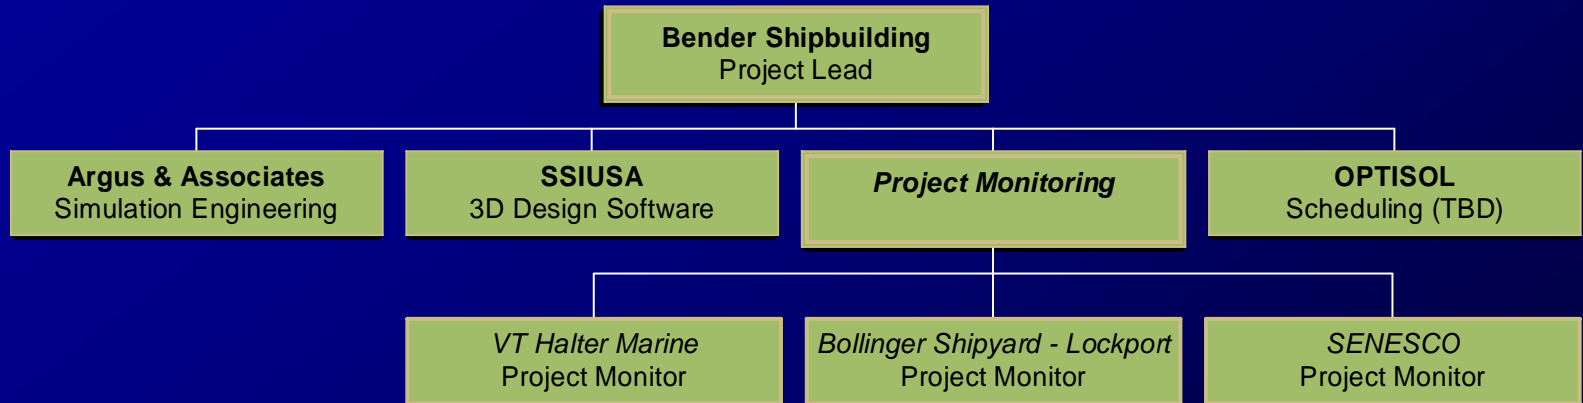 Bender Shipbuilding
Project Lead
Argus & Associates
Simulation Engineering
SSIUSA
3D Design Software
Project Monitoring
OPTISOL
Scheduling (TBD)
VT Halter Marine
Project Monitor
Bollinger Shipyard - Lockport
Project Monitor
SENESCO
Project Monitor